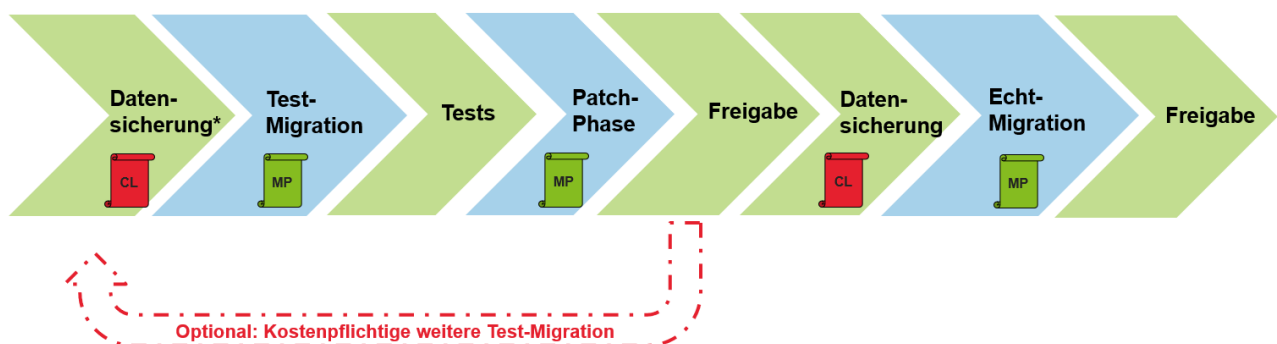 Daten-
sicherung*
CL
Test-
Migration
MP
Tests
Patch-
Phase
MP
Freigabe
Daten-
sicherung
CL
Echt-
Migration
MP
Freigabe
Optional: Kostenpflichtige weitere Test-Migration